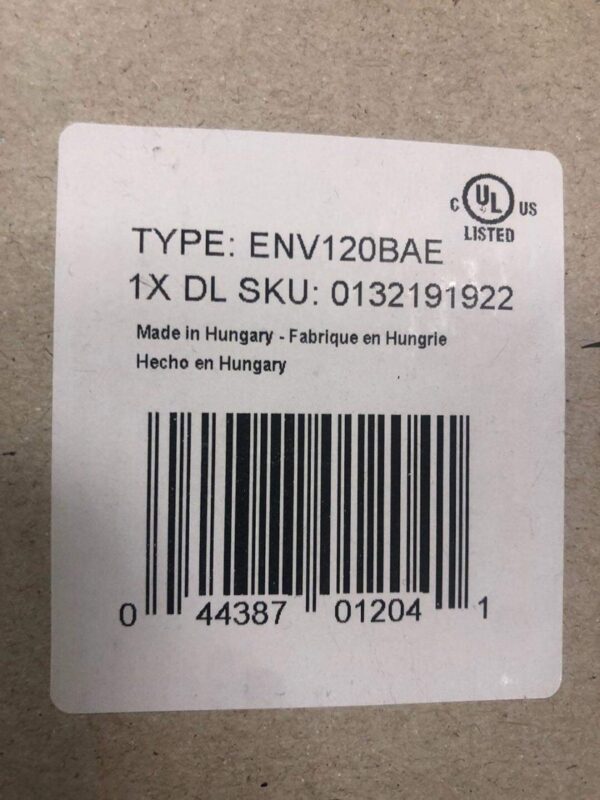 C UL US
LISTED
TYPE: ENV120BAE
1X DL SKU: 0132191922
Made in Hungary - Fabrique en Hungrie
Hecho en Hungary
0 44387 01204 1